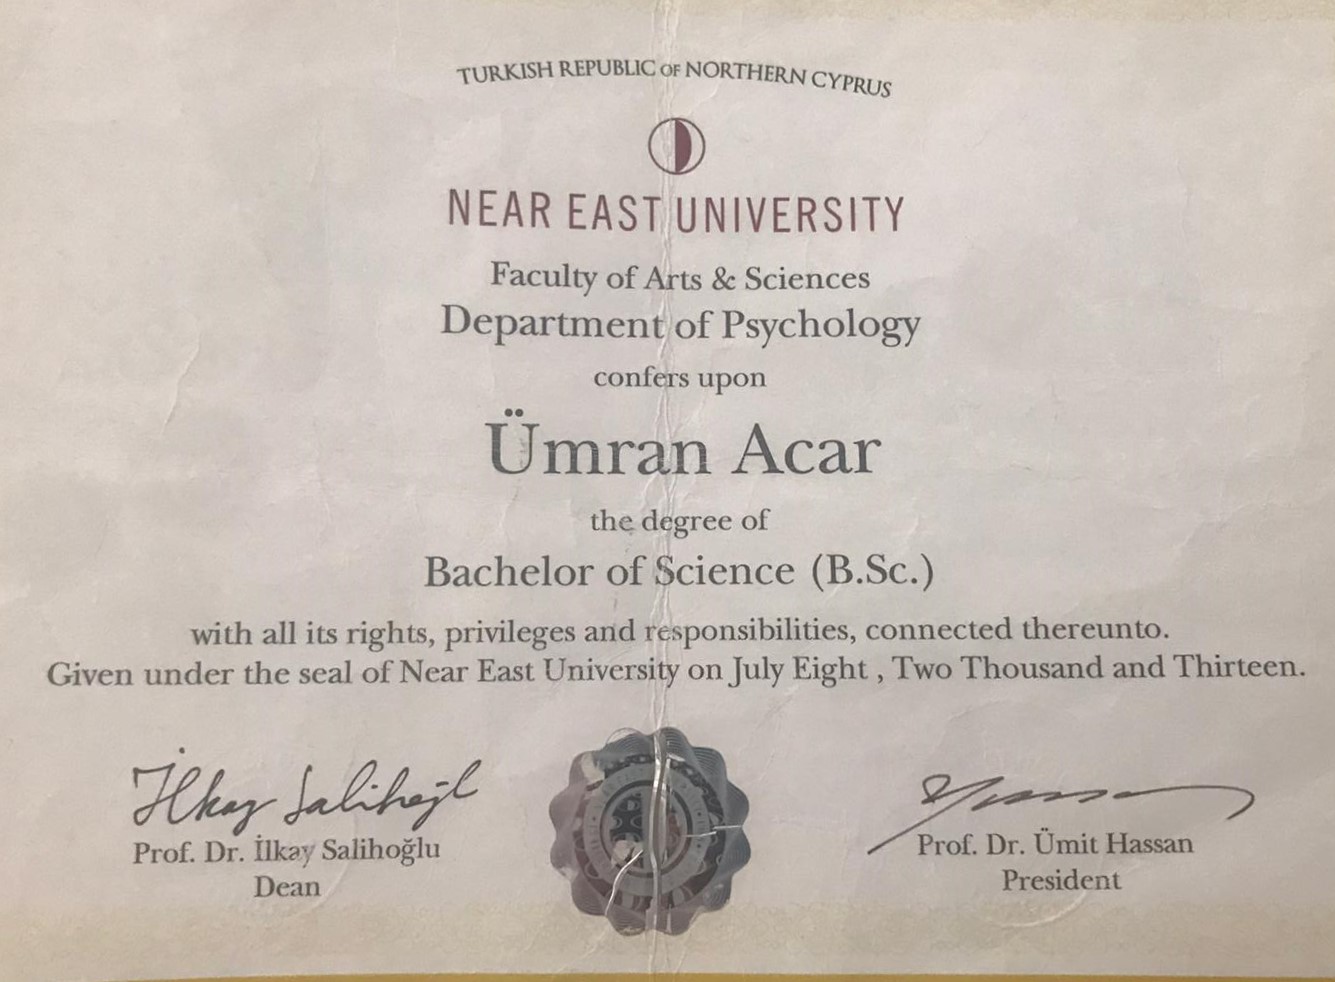 TURKISH REPUBLIC OF NORTHERN CYPRUS
NEAR EAST UNIVERSITY
Faculty of Arts & Sciences
Department of Psychology
confers upon
Ümran Acar
the degree of
Bachelor of Science (B.Sc.)
with all its rights, privileges and responsibilities, connected thereunto.
Given under the seal of Near East University on July Eight , Two Thousand and Thirteen.
İlkay Salihoğlu
Prof. Dr. İlkay Salihoğlu
Dean
Prof. Dr. Ümit Hassan
President